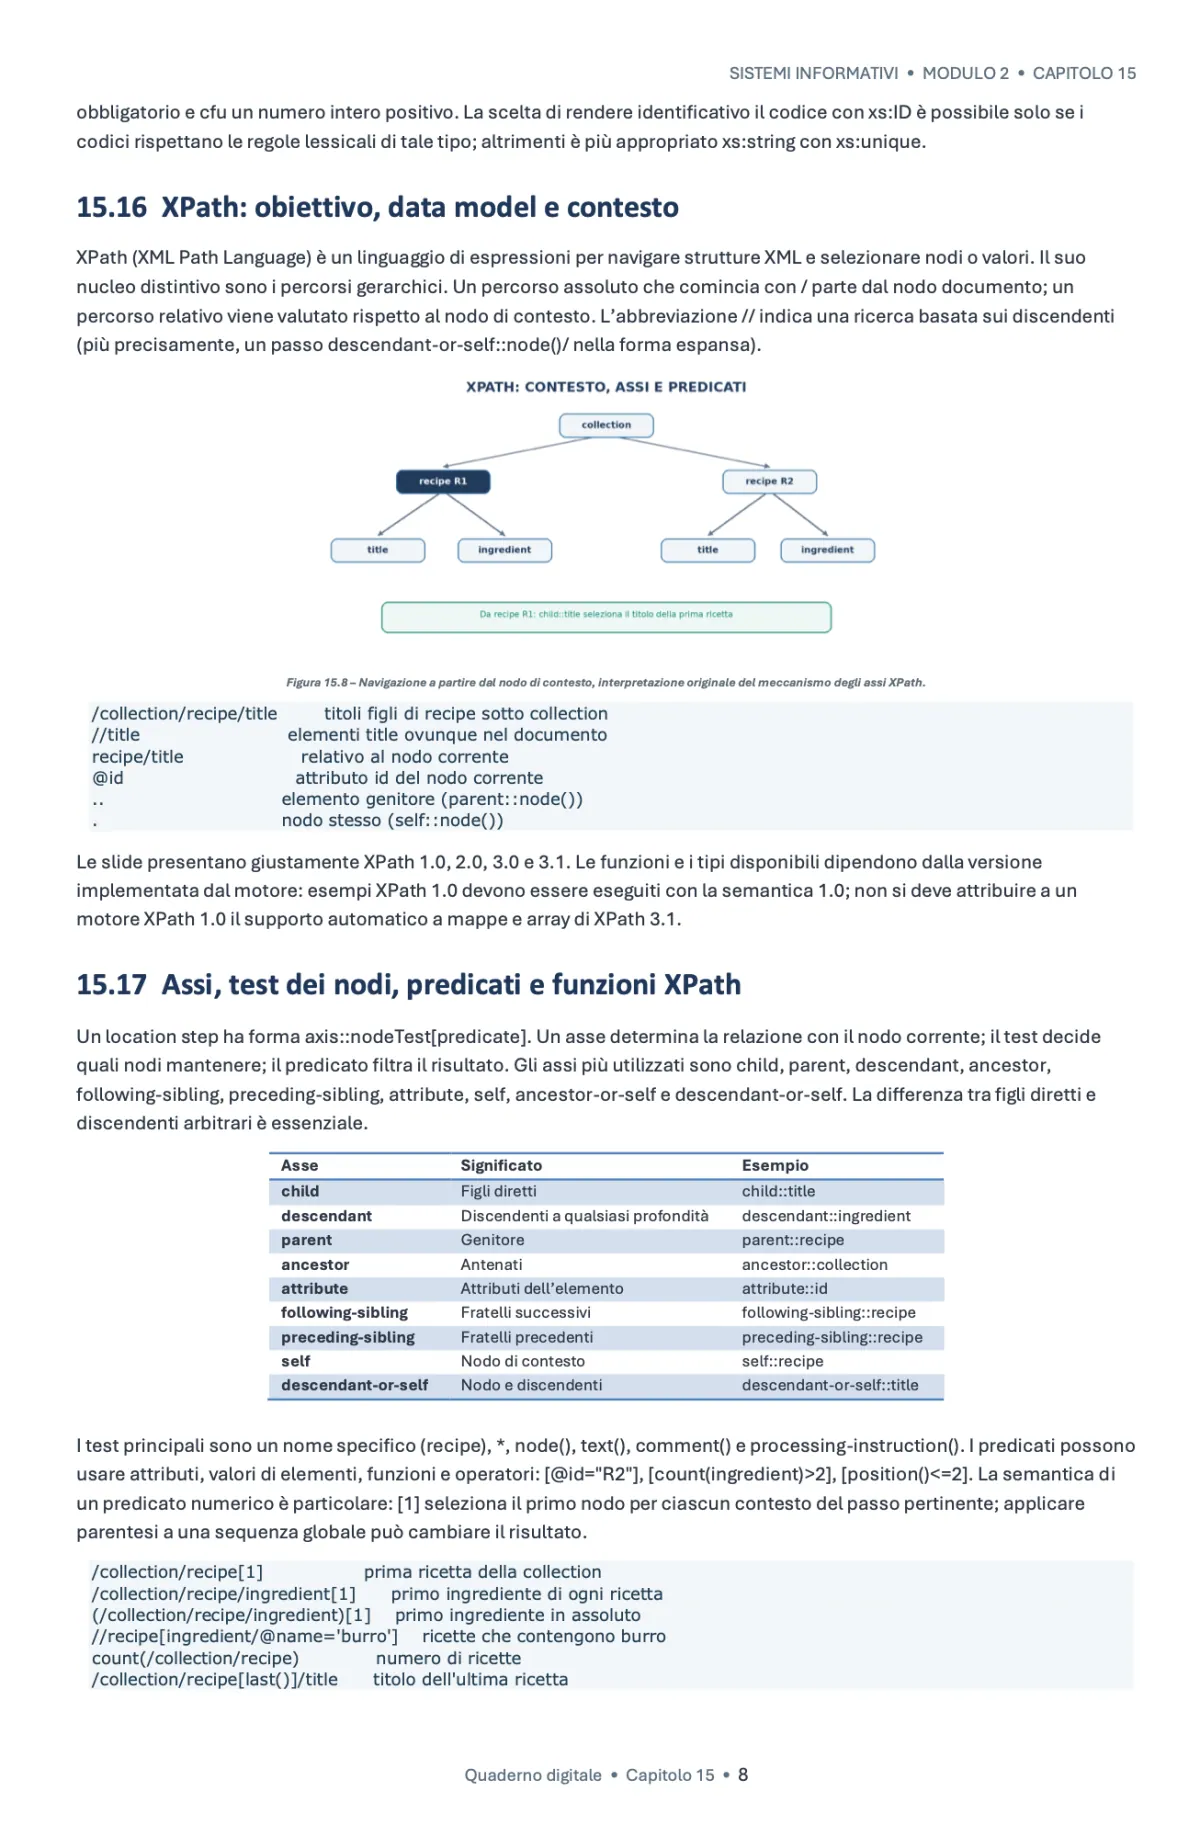 SISTEMI INFORMATIVI • MODULO 2 • CAPITOLO 15
obbligatorio e cfu un numero intero positivo. La scelta di rendere identificativo il codice con xs:ID è possibile solo se i
codici rispettano le regole lessicali di tale tipo; altrimenti è più appropriato xs:string con xs:unique.
15.16 XPath: obiettivo, data model e contesto
XPath (XML Path Language) è un linguaggio di espressioni per navigare strutture XML e selezionare nodi o valori. Il suo
nucleo distintivo sono i percorsi gerarchici. Un percorso assoluto che comincia con / parte dal nodo documento; un
percorso relativo viene valutato rispetto al nodo di contesto. L’abbreviazione // indica una ricerca basata sui discendenti
(più precisamente, un passo descendant-or-self::node()/ nella forma espansa).
XPATH: CONTESTO, ASSI E PREDICATI
collection
recipe R1 recipe R2
title ingredient title ingredient
Da recipe R1: child::title seleziona il titolo della prima ricetta
Figura 15.8 – Navigazione a partire dal nodo di contesto, interpretazione originale del meccanismo degli assi XPath.
/collection/recipe/title titoli figli di recipe sotto collection
//title elementi title ovunque nel documento
recipe/title relativo al nodo corrente
@id attributo id del nodo corrente
.. elemento genitore (parent::node())
. nodo stesso (self::node())
Le slide presentano giustamente XPath 1.0, 2.0, 3.0 e 3.1. Le funzioni e i tipi disponibili dipendono dalla versione
implementata dal motore: esempi XPath 1.0 devono essere eseguiti con la semantica 1.0; non si deve attribuire a un
motore XPath 1.0 il supporto automatico a mappe e array di XPath 3.1.
15.17 Assi, test dei nodi, predicati e funzioni XPath
Un location step ha forma axis::nodeTest[predicate]. Un asse determina la relazione con il nodo corrente; il test decide
quali nodi mantenere; il predicato filtra il risultato. Gli assi più utilizzati sono child, parent, descendant, ancestor,
following-sibling, preceding-sibling, attribute, self, ancestor-or-self e descendant-or-self. La differenza tra figli diretti e
discendenti arbitrari è essenziale.
Asse Significato Esempio
child Figli diretti child::title
descendant Discendenti a qualsiasi profondità descendant::ingredient
parent Genitore parent::recipe
ancestor Antenati ancestor::collection
attribute Attributi dell’elemento attribute::id
following-sibling Fratelli successivi following-sibling::recipe
preceding-sibling Fratelli precedenti preceding-sibling::recipe
self Nodo di contesto self::recipe
descendant-or-self Nodo e discendenti descendant-or-self::title
I test principali sono un nome specifico (recipe), *, node(), text(), comment() e processing-instruction(). I predicati possono
usare attributi, valori di elementi, funzioni e operatori: [@id="R2"], [count(ingredient)>2], [position()<=2]. La semantica di
un predicato numerico è particolare: [1] seleziona il primo nodo per ciascun contesto del passo pertinente; applicare
parentesi a una sequenza globale può cambiare il risultato.
/collection/recipe[1] prima ricetta della collection
/collection/recipe/ingredient[1] primo ingrediente di ogni ricetta
(/collection/recipe/ingredient)[1] primo ingrediente in assoluto
//recipe[ingredient/@name='burro'] ricette che contengono burro
count(/collection/recipe) numero di ricette
/collection/recipe[last()]/title titolo dell'ultima ricetta
Quaderno digitale • Capitolo 15 • 8